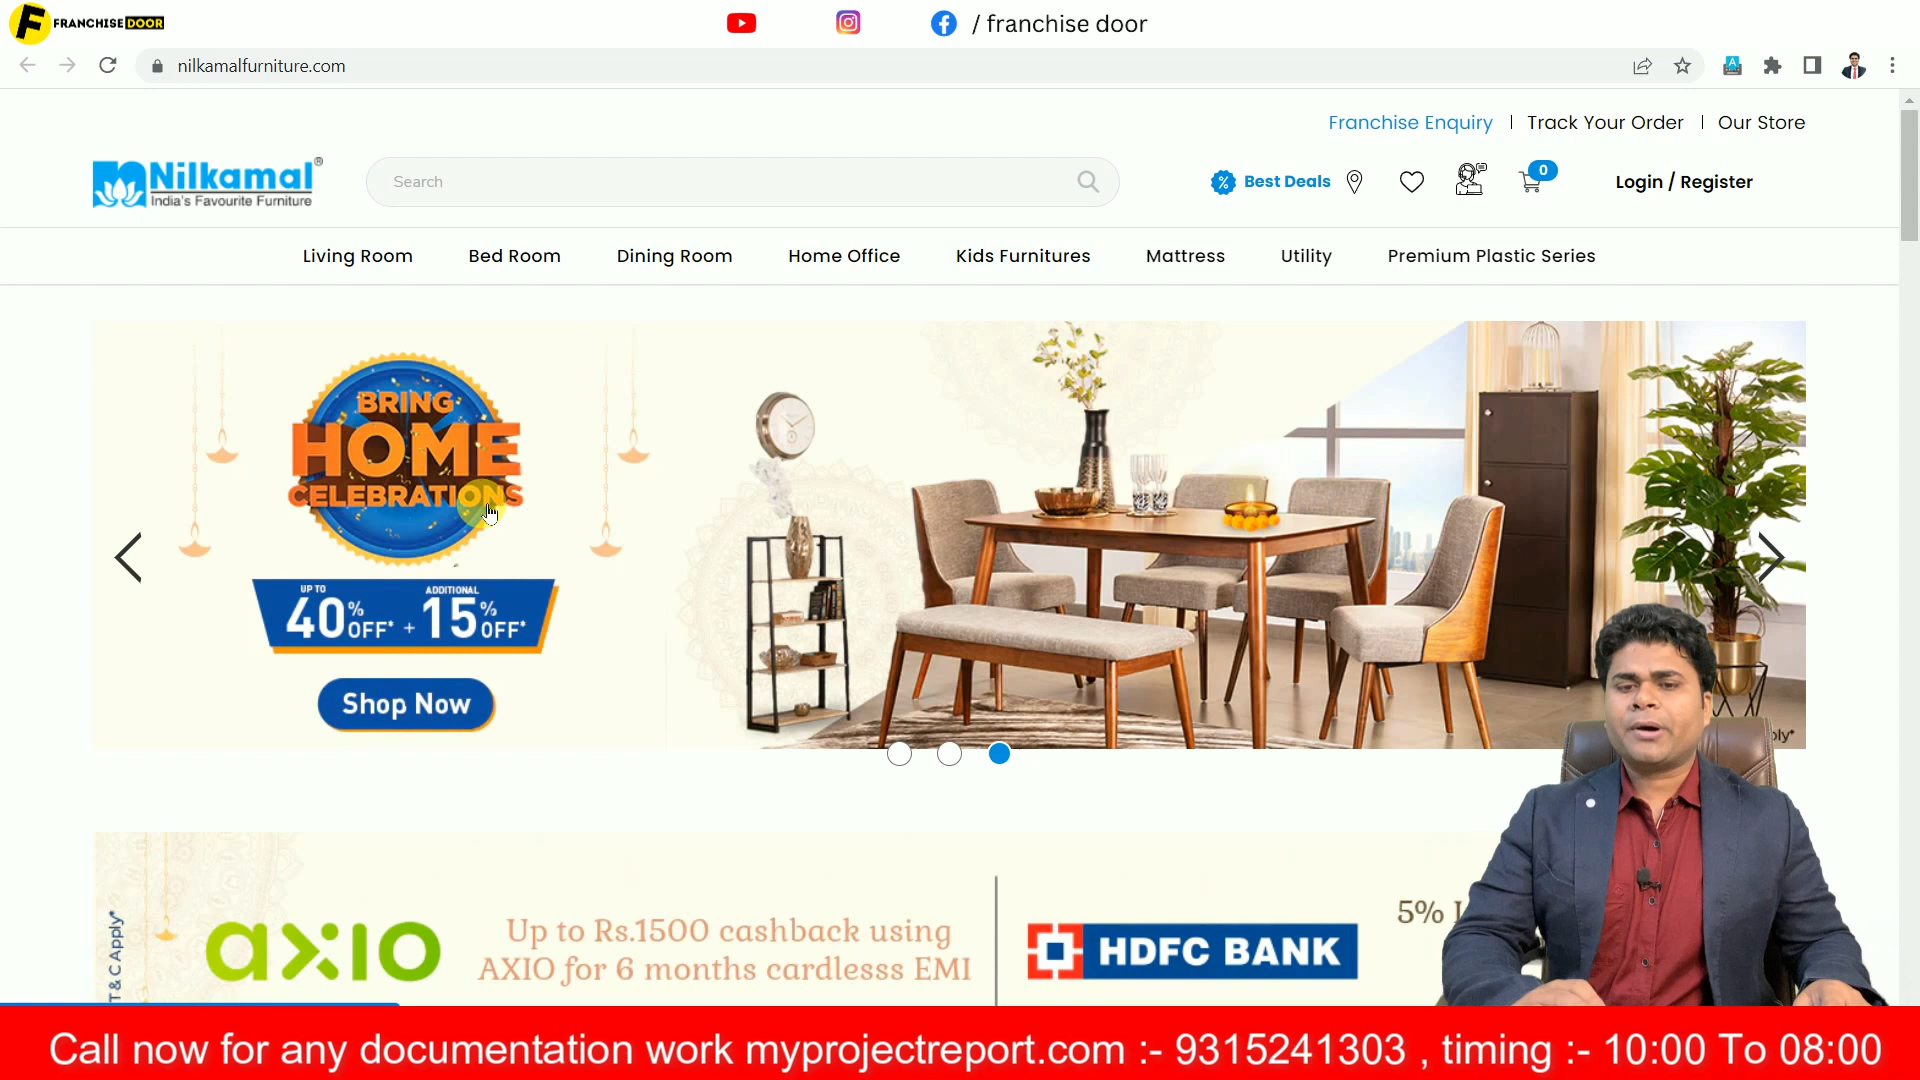 F FRANCHISE DOOR
/ franchise door
nilkamalfurniture.com
Franchise Enquiry | Track Your Order | Our Store
Nilkamal®
India's Favourite Furniture
Search
% Best Deals
0
Login / Register
Living Room Bed Room Dining Room Home Office Kids Furnitures Mattress Utility Premium Plastic Series
BRING
HOME
CELEBRATIONS
UP TO 40% OFF* + ADDITIONAL 15% OFF*
Shop Now
T & C Apply*
axio
Up to Rs.1500 cashback using
AXIO for 6 months cardlesss EMI
HDFC BANK
5%
Call now for any documentation work myprojectreport.com :- 9315241303 , timing :- 10:00 To 08:00